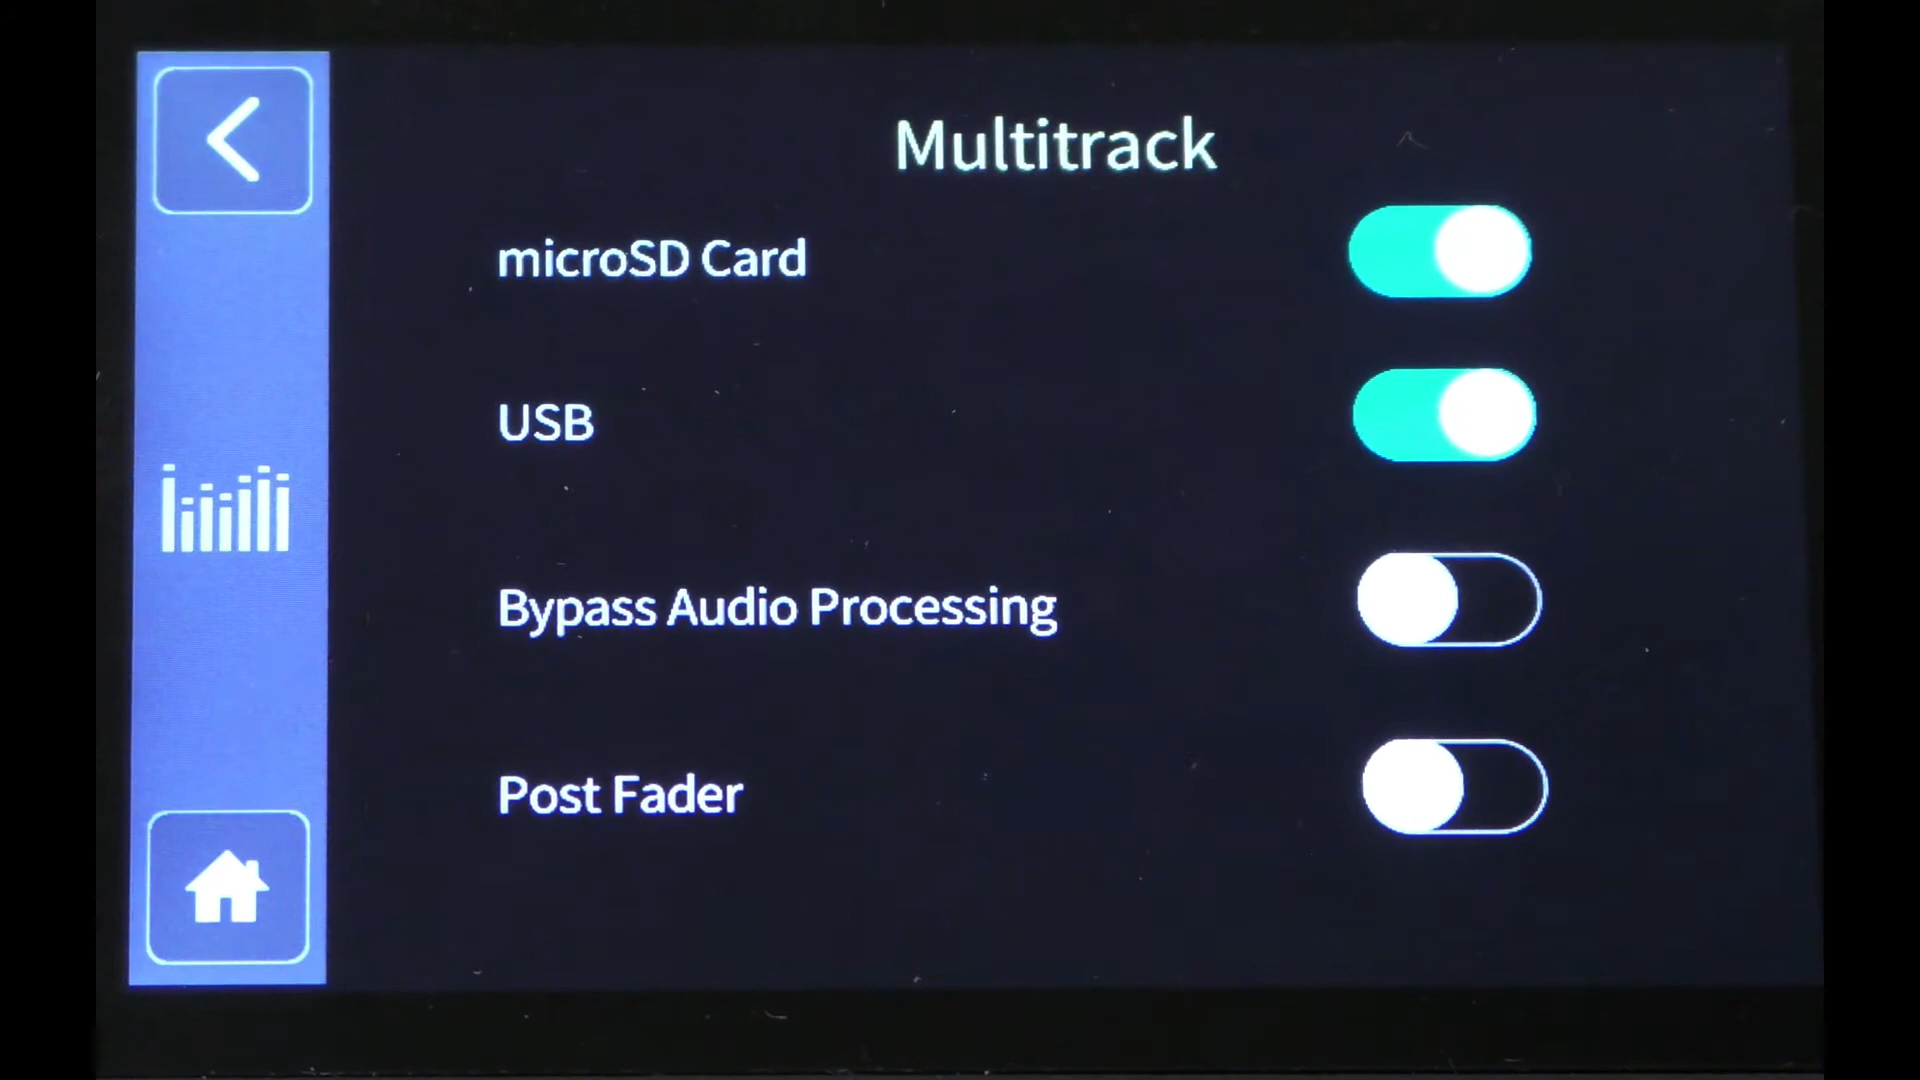 Multitrack
microSD Card
USB
Bypass Audio Processing
Post Fader